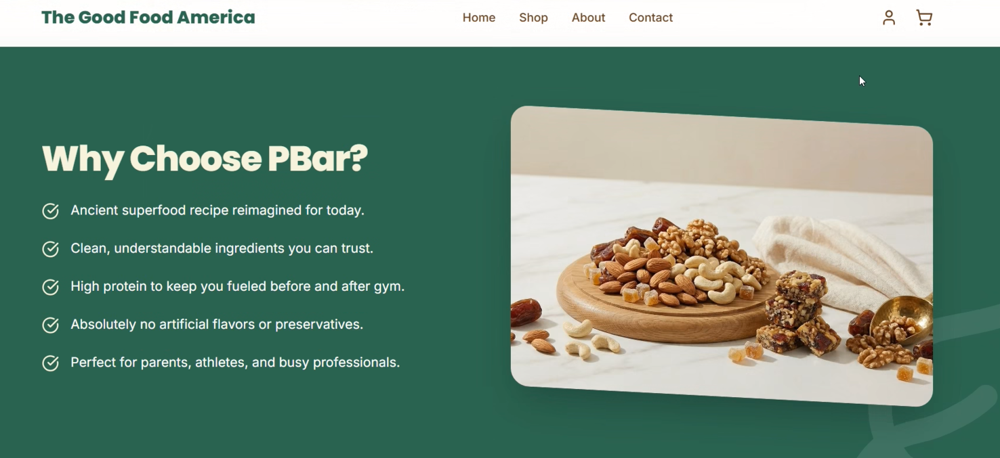 The Good Food America
Home
Shop
About
Contact
Why Choose PBar?
Ancient superfood recipe reimagined for today.
Clean, understandable ingredients you can trust.
High protein to keep you fueled before and after gym.
Absolutely no artificial flavors or preservatives.
Perfect for parents, athletes, and busy professionals.